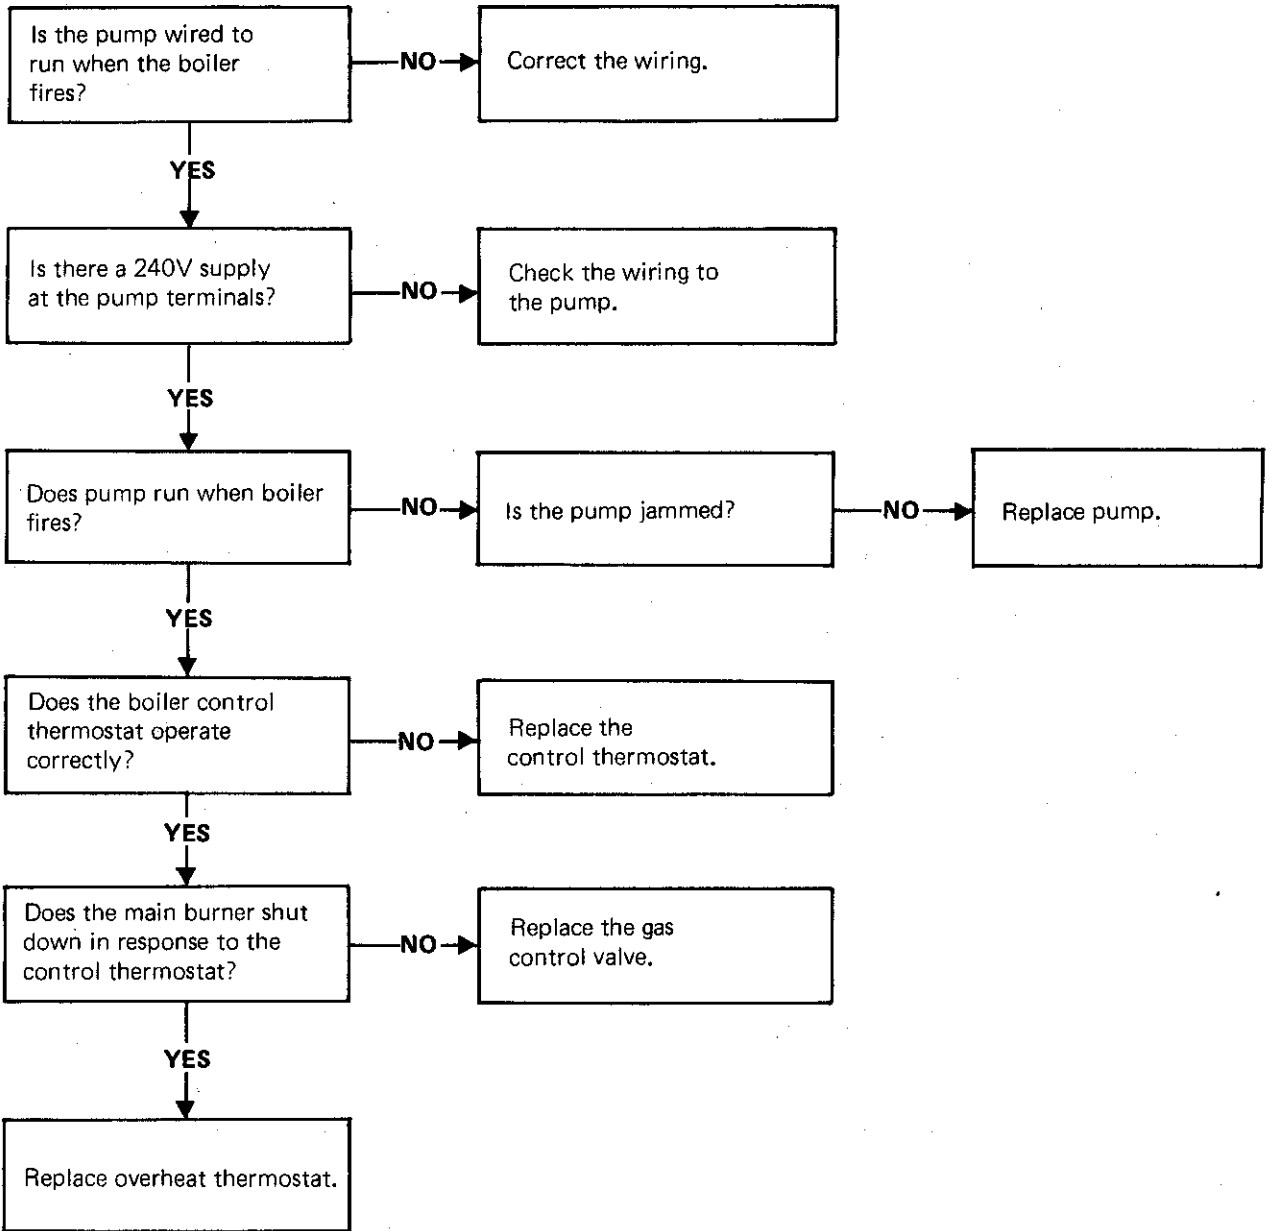 Is the pump wired to
run when the boiler
fires?
NO
Correct the wiring.
YES
Is there a 240V supply
at the pump terminals?
NO
Check the wiring to
the pump.
YES
Does pump run when boiler
fires?
NO
Is the pump jammed?
NO
Replace pump.
YES
Does the boiler control
thermostat operate
correctly?
NO
Replace the
control thermostat.
YES
Does the main burner shut
down in response to the
control thermostat?
NO
Replace the gas
control valve.
YES
Replace overheat thermostat.